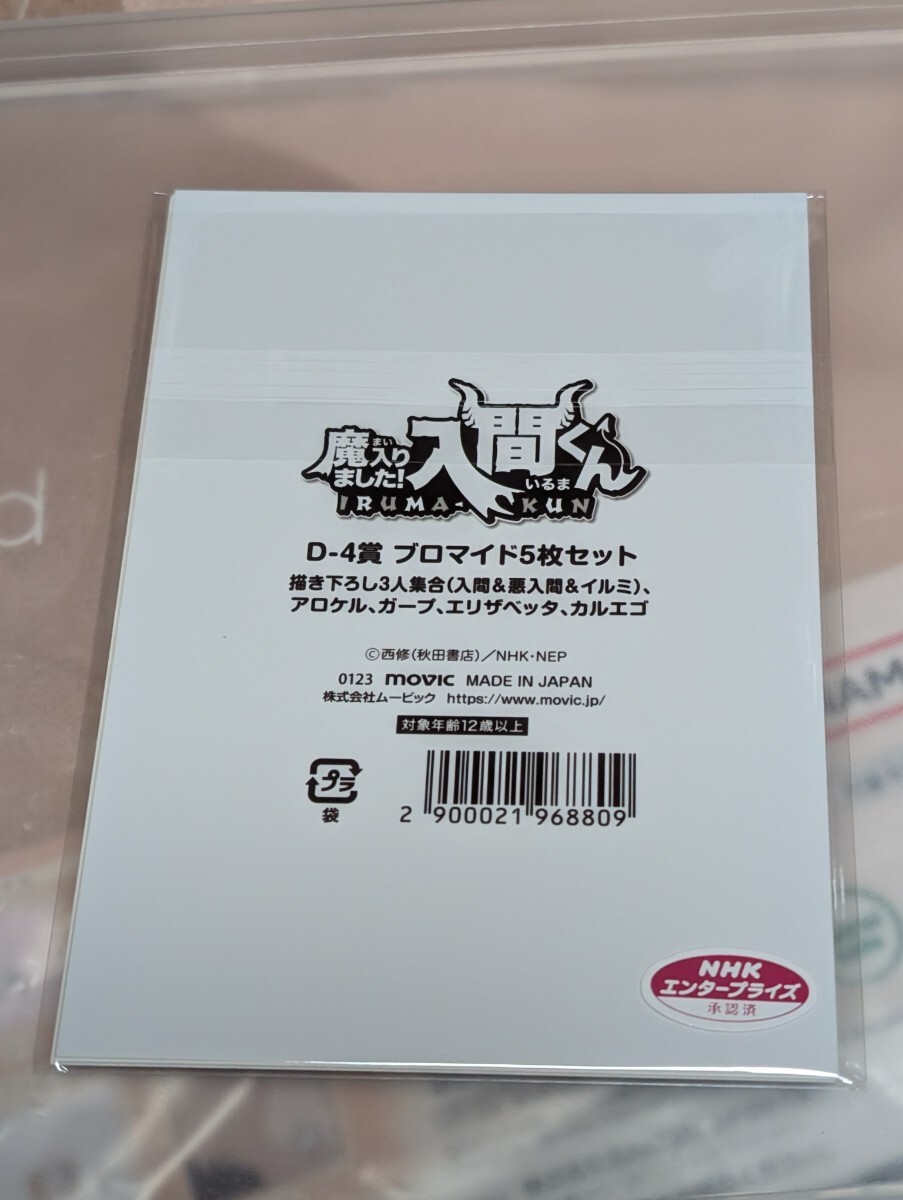 魔入り
まい
ました!
入間くん
いるま
IRUMA-KUN
D-4賞 ブロマイド5枚セット
描き下ろし3人集合(入間&悪入間&イルミ)、
アロケル、ガープ、エリザベッタ、カルエゴ
©西修(秋田書店)/NHK・NEP
0123 movic MADE IN JAPAN
株式会社ムービック https://www.movic.jp/
対象年齢12歳以上
プラ
袋
2 900021 968809
NHK
エンタープライズ
承認済